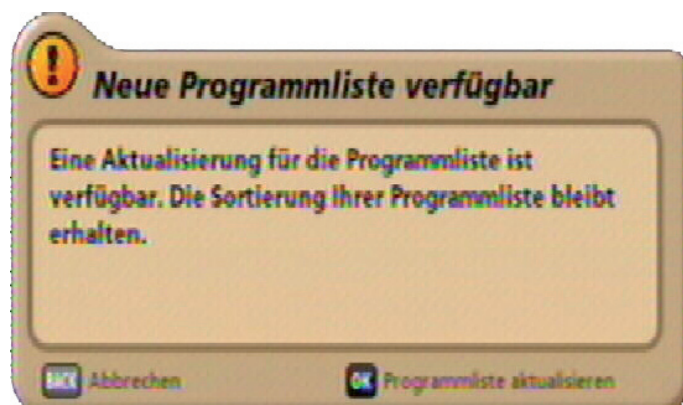 Neue Programmliste verfügbar
Eine Aktualisierung für die Programmliste ist
verfügbar. Die Sortierung Ihrer Programmliste bleibt
erhalten.
BACK Abbrechen
OK Programmliste aktualisieren